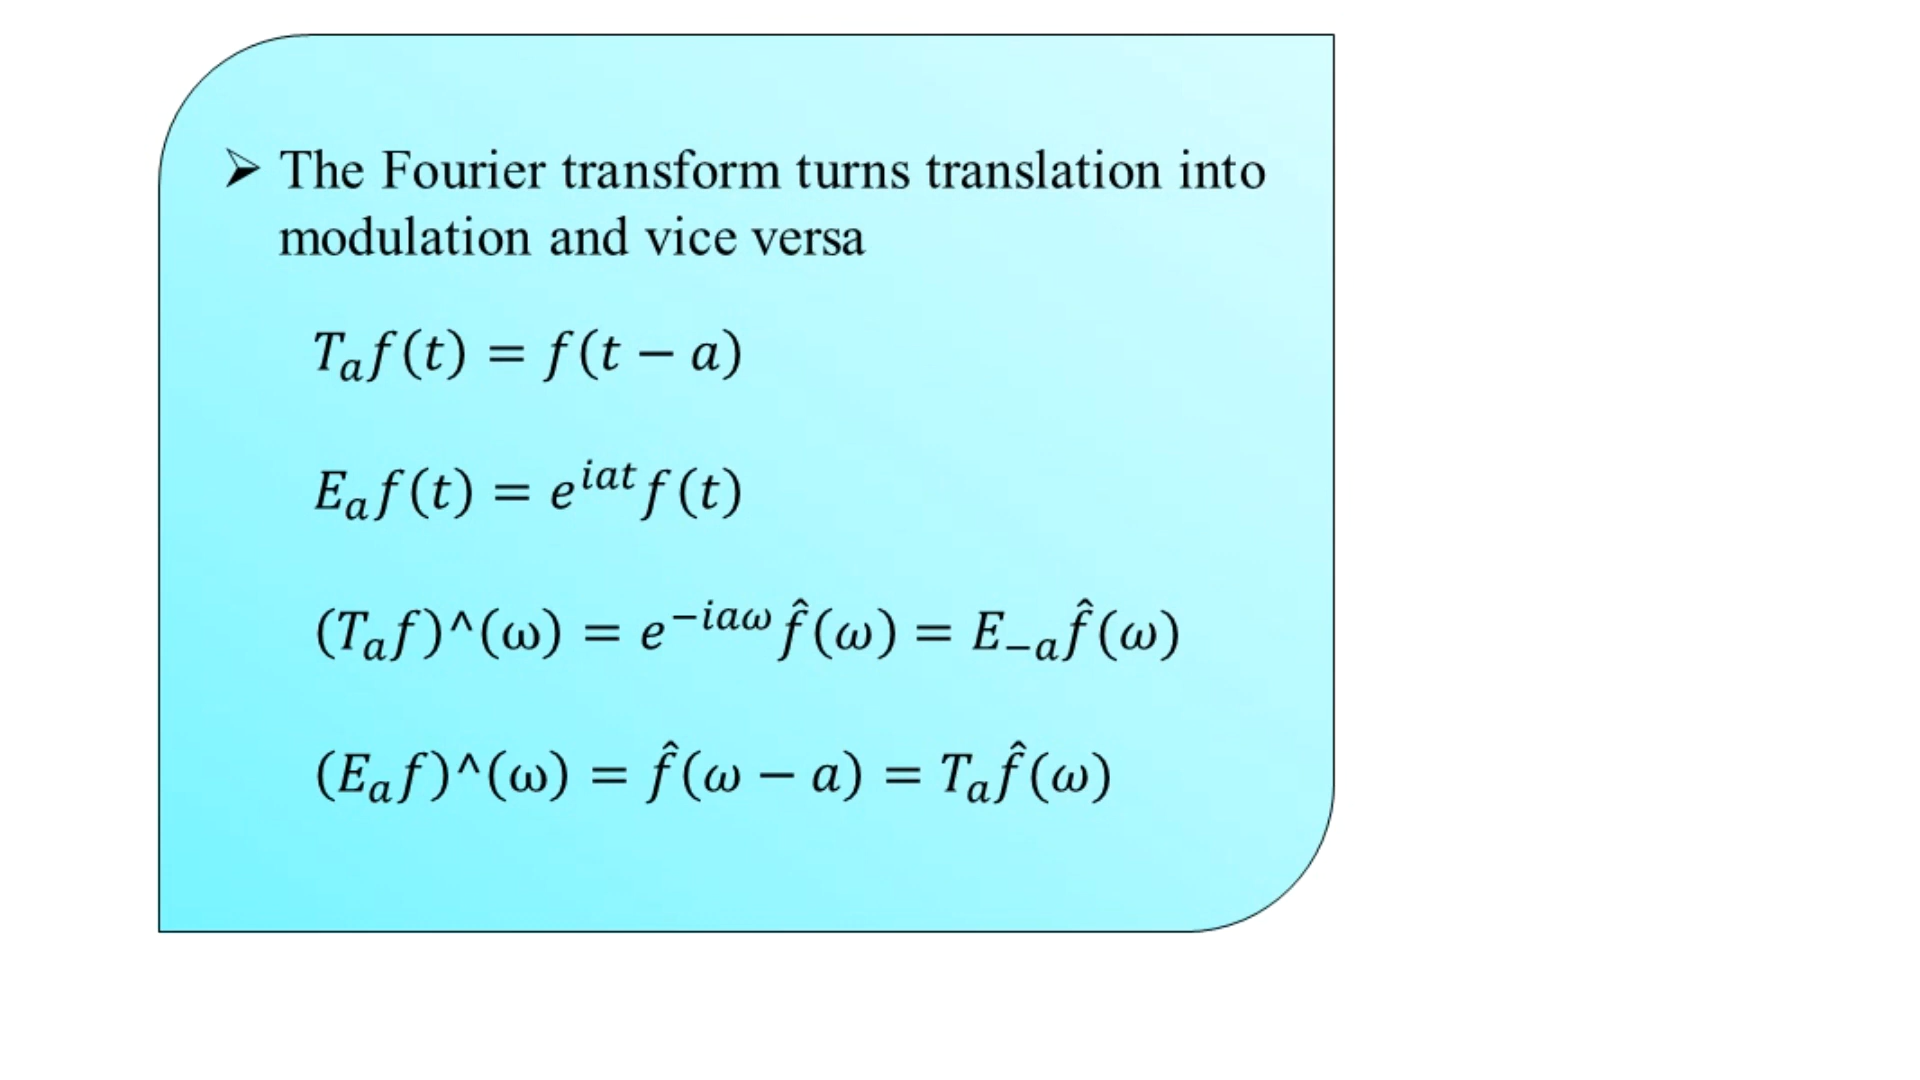 ➢ The Fourier transform turns translation into
modulation and vice versa
Tₐf(t) = f(t − a)
Eₐf(t) = e^{iat} f(t)
(Tₐf)^(ω) = e^{−iaω} f̂(ω) = E₋ₐf̂(ω)
(Eₐf)^(ω) = f̂(ω − a) = Tₐf̂(ω)